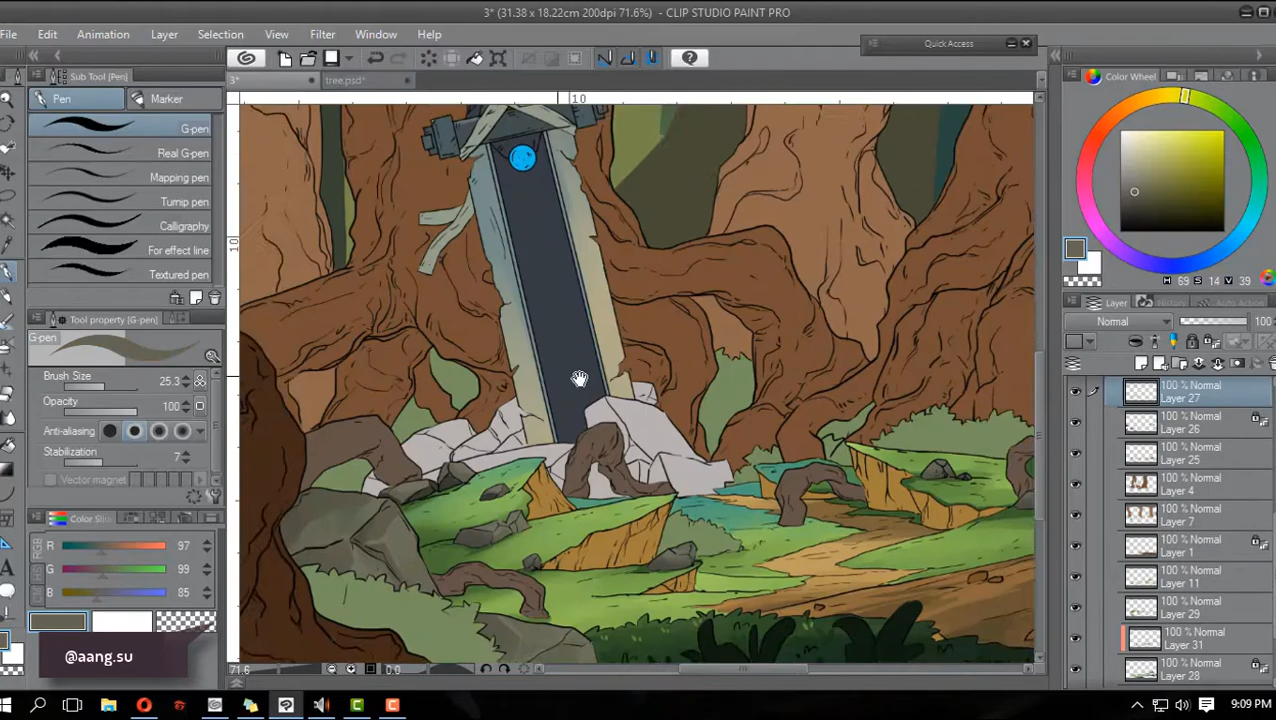 3* (31.38 x 18.22cm 200dpi 71.6%) - CLIP STUDIO PAINT PRO
File Edit Animation Layer Selection View Filter Window Help
Quick Access
Sub Tool [Pen]
3* tree.psd*
Color Wheel
Pen Marker
10
G-pen
Real G-pen
Mapping pen
Turnip pen
Calligraphy
For effect line
Textured pen
10
H 69 S 14 V 39
Layer History Auto Action
Tool property [G-pen]
Normal 100
G-pen
Brush Size 25.3
Opacity 100
Anti-aliasing
Stabilization 7
Vector magnet
100 % Normal
Layer 27
100 % Normal
Layer 26
100 % Normal
Layer 25
100 % Normal
Layer 4
100 % Normal
Layer 7
100 % Normal
Layer 1
100 % Normal
Layer 11
100 % Normal
Layer 29
100 % Normal
Layer 31
100 % Normal
Layer 28
R 97
G 99
B 85
@aang.su
71.6 0.0
9:09 PM